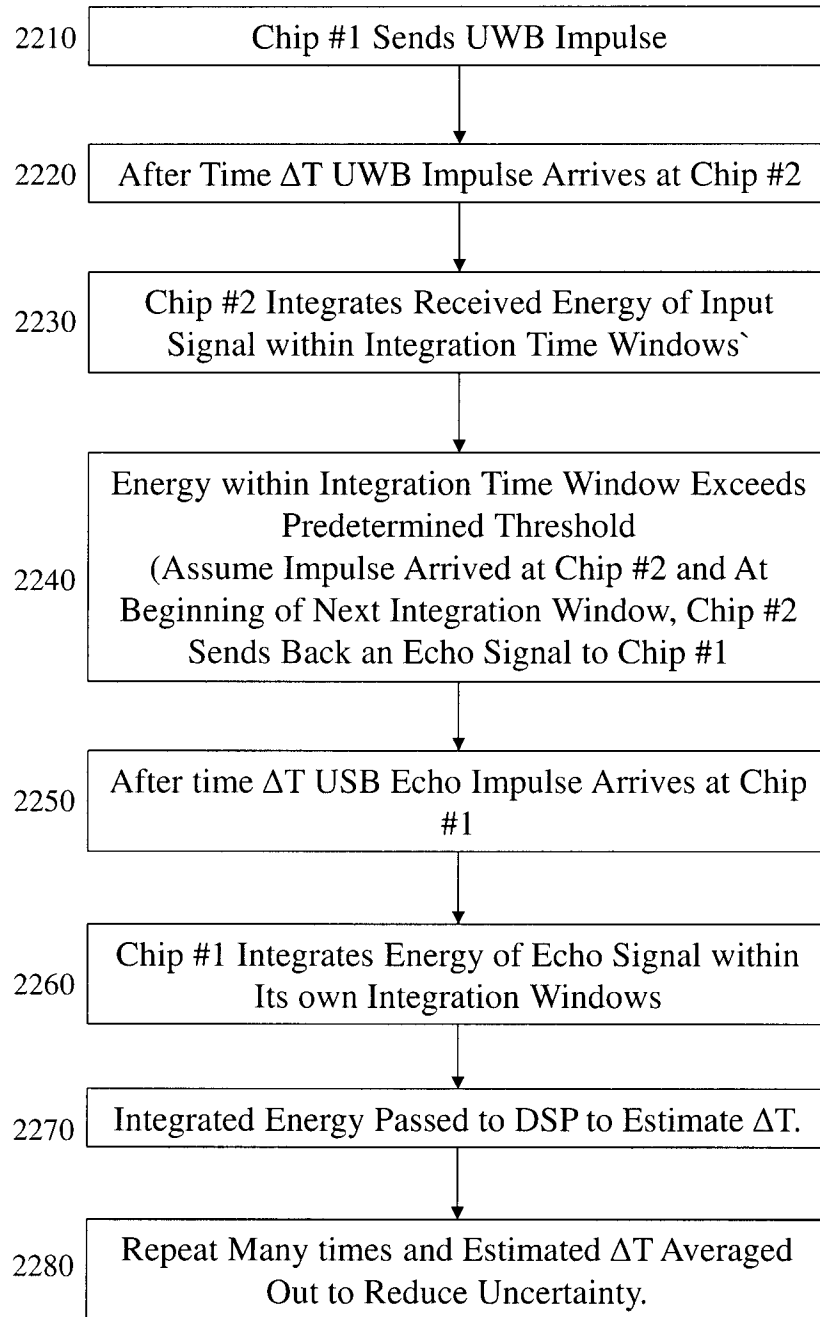 2210
Chip #1 Sends UWB Impulse
2220
After Time ΔT UWB Impulse Arrives at Chip #2
2230
Chip #2 Integrates Received Energy of Input
Signal within Integration Time Windows`
2240
Energy within Integration Time Window Exceeds
Predetermined Threshold
(Assume Impulse Arrived at Chip #2 and At
Beginning of Next Integration Window, Chip #2
Sends Back an Echo Signal to Chip #1
2250
After time ΔT USB Echo Impulse Arrives at Chip
#1
2260
Chip #1 Integrates Energy of Echo Signal within
Its own Integration Windows
2270
Integrated Energy Passed to DSP to Estimate ΔT.
2280
Repeat Many times and Estimated ΔT Averaged
Out to Reduce Uncertainty.